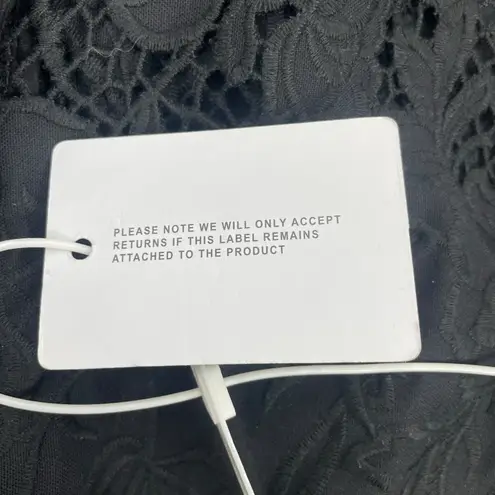 PLEASE NOTE WE WILL ONLY ACCEPT
RETURNS IF THIS LABEL REMAINS
ATTACHED TO THE PRODUCT